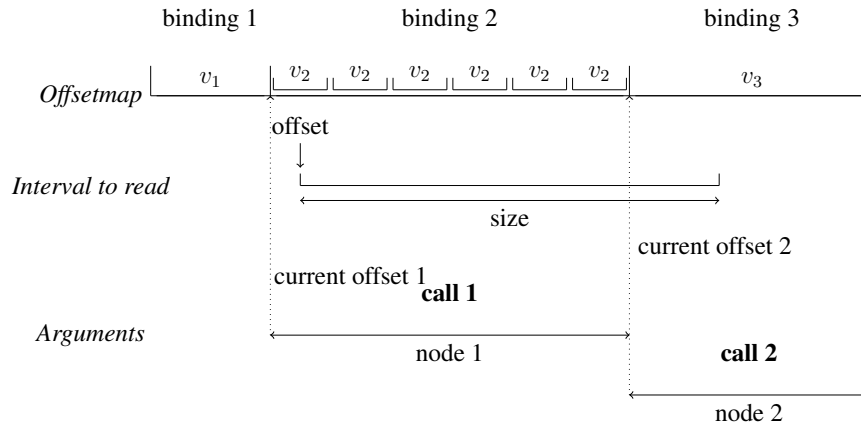 binding 1 binding 2 binding 3
Offsetmap v₁ v₂ v₂ v₂ v₂ v₂ v₂ v₃
offset
Interval to read
size
current offset 2
current offset 1
call 1
Arguments
node 1 call 2
node 2